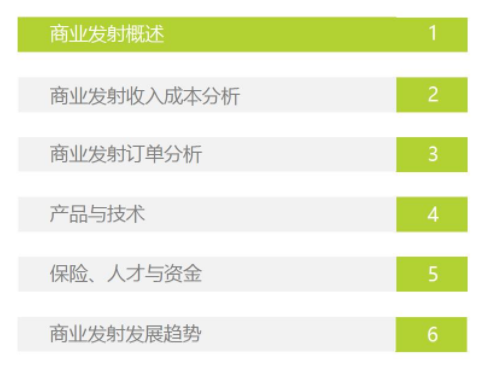 商业发射概述 1
商业发射收入成本分析 2
商业发射订单分析 3
产品与技术 4
保险、人才与资金 5
商业发射发展趋势 6